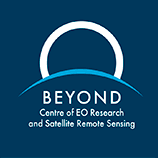 BEYOND
Centre of EO Research
and Satellite Remote Sensing